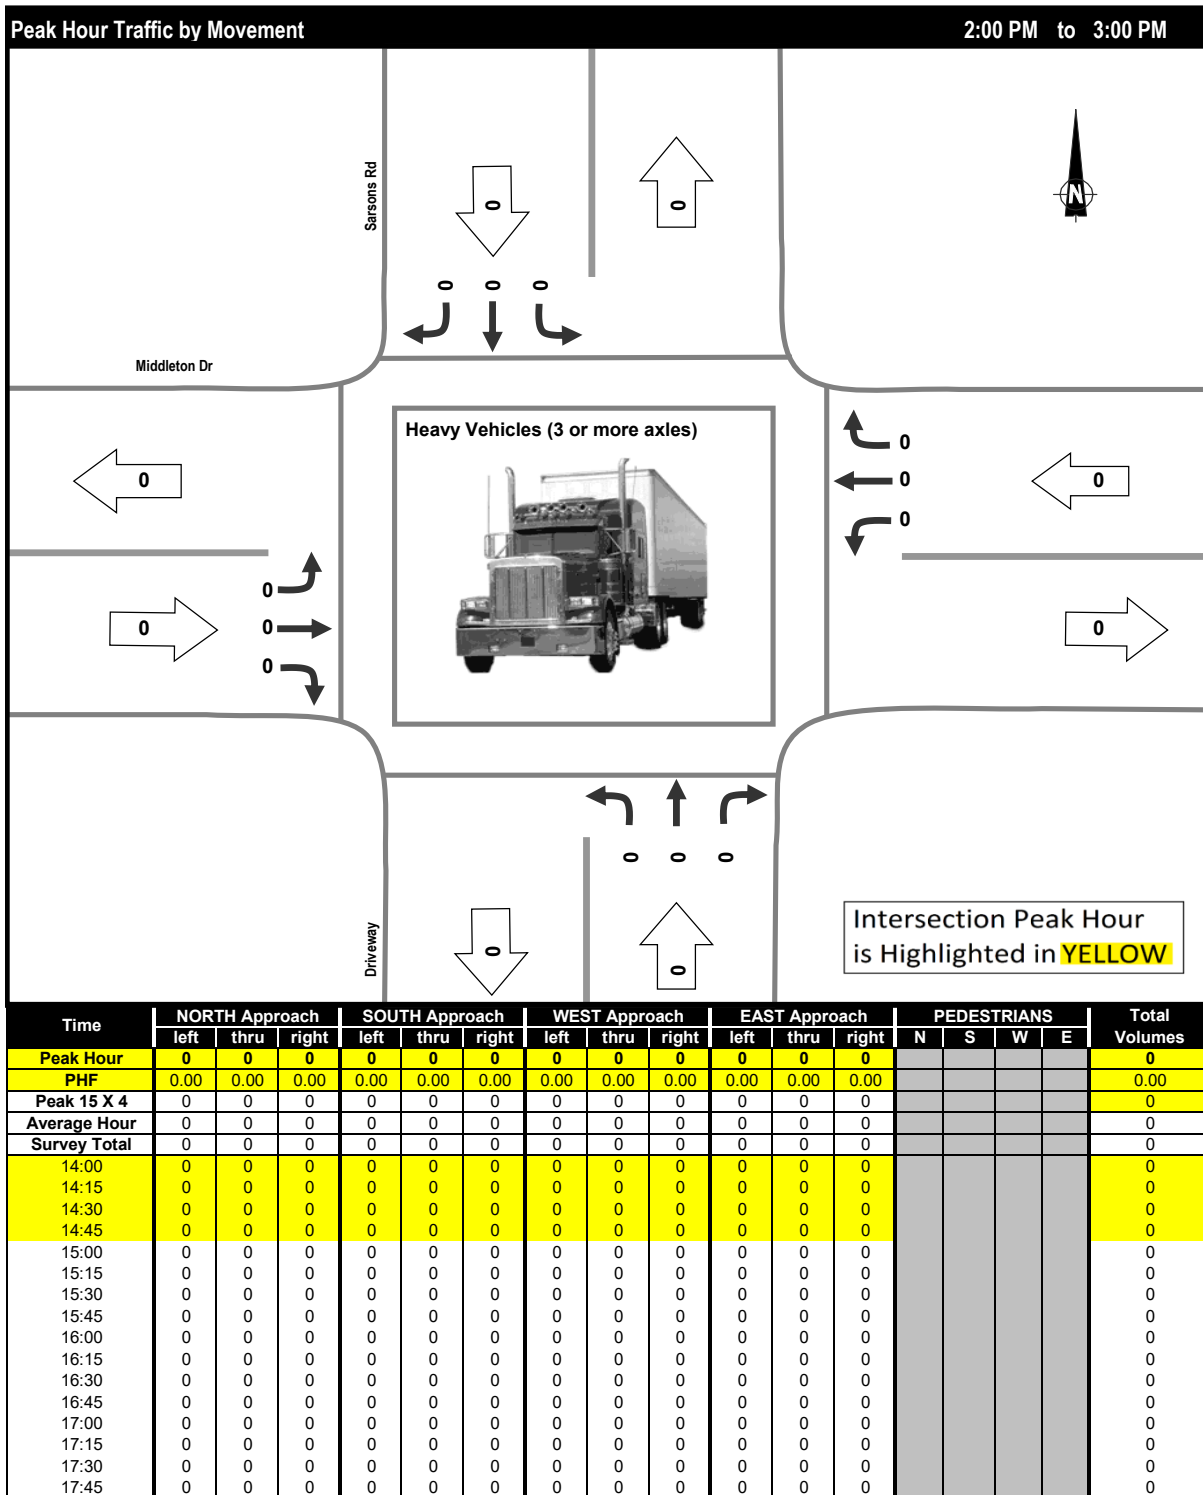 Peak Hour Traffic by Movement 2:00 PM to 3:00 PM
Sarsons Rd
0 0
0 0 0
N
Middleton Dr
Heavy Vehicles (3 or more axles)
0
0 0 0
0
0
0 0 0
0
0 0 0
Driveway
0 0
Intersection Peak Hour
is Highlighted in YELLOW
Time NORTH Approach SOUTH Approach WEST Approach EAST Approach PEDESTRIANS Total
left thru right left thru right left thru right left thru right N S W E Volumes
Peak Hour 0 0 0 0 0 0 0 0 0 0 0 0 0
PHF 0.00 0.00 0.00 0.00 0.00 0.00 0.00 0.00 0.00 0.00 0.00 0.00 0.00
Peak 15 X 4 0 0 0 0 0 0 0 0 0 0 0 0 0
Average Hour 0 0 0 0 0 0 0 0 0 0 0 0 0
Survey Total 0 0 0 0 0 0 0 0 0 0 0 0 0
14:00 0 0 0 0 0 0 0 0 0 0 0 0 0
14:15 0 0 0 0 0 0 0 0 0 0 0 0 0
14:30 0 0 0 0 0 0 0 0 0 0 0 0 0
14:45 0 0 0 0 0 0 0 0 0 0 0 0 0
15:00 0 0 0 0 0 0 0 0 0 0 0 0 0
15:15 0 0 0 0 0 0 0 0 0 0 0 0 0
15:30 0 0 0 0 0 0 0 0 0 0 0 0 0
15:45 0 0 0 0 0 0 0 0 0 0 0 0 0
16:00 0 0 0 0 0 0 0 0 0 0 0 0 0
16:15 0 0 0 0 0 0 0 0 0 0 0 0 0
16:30 0 0 0 0 0 0 0 0 0 0 0 0 0
16:45 0 0 0 0 0 0 0 0 0 0 0 0 0
17:00 0 0 0 0 0 0 0 0 0 0 0 0 0
17:15 0 0 0 0 0 0 0 0 0 0 0 0 0
17:30 0 0 0 0 0 0 0 0 0 0 0 0 0
17:45 0 0 0 0 0 0 0 0 0 0 0 0 0